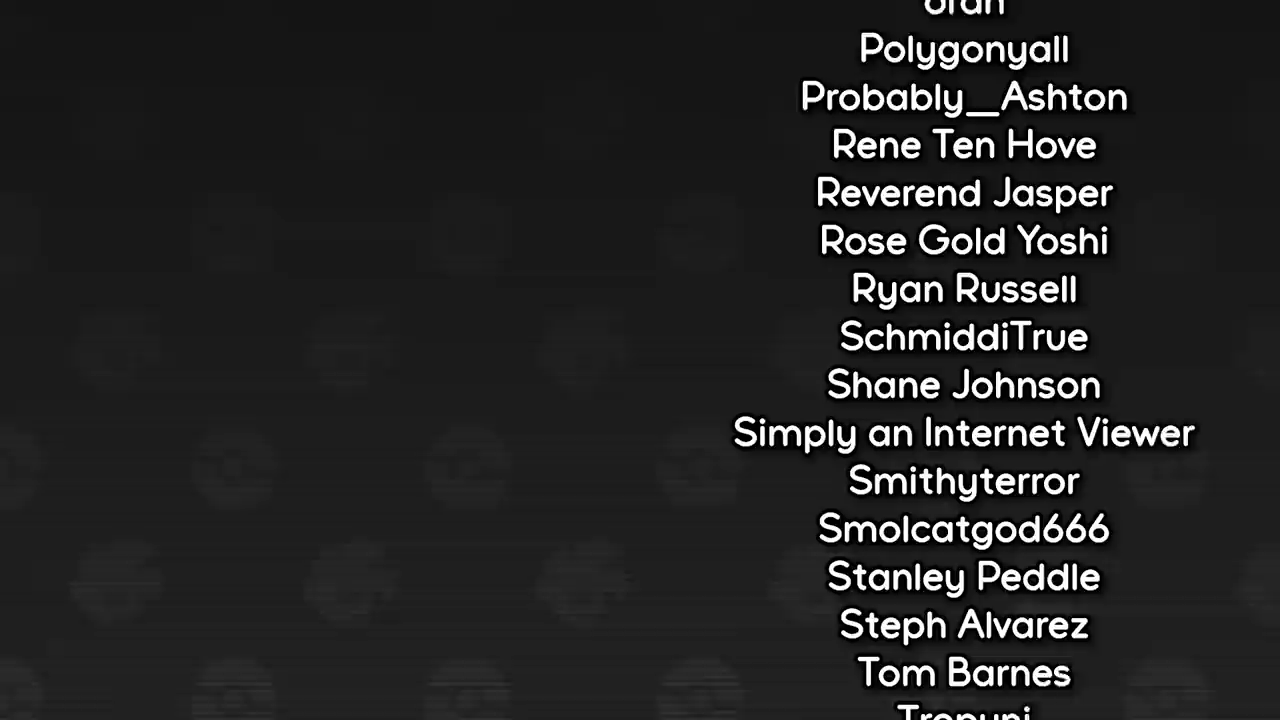 Polygonyall
Probably_Ashton
Rene Ten Hove
Reverend Jasper
Rose Gold Yoshi
Ryan Russell
SchmiddiTrue
Shane Johnson
Simply an Internet Viewer
Smithyterror
Smolcatgod666
Stanley Peddle
Steph Alvarez
Tom Barnes